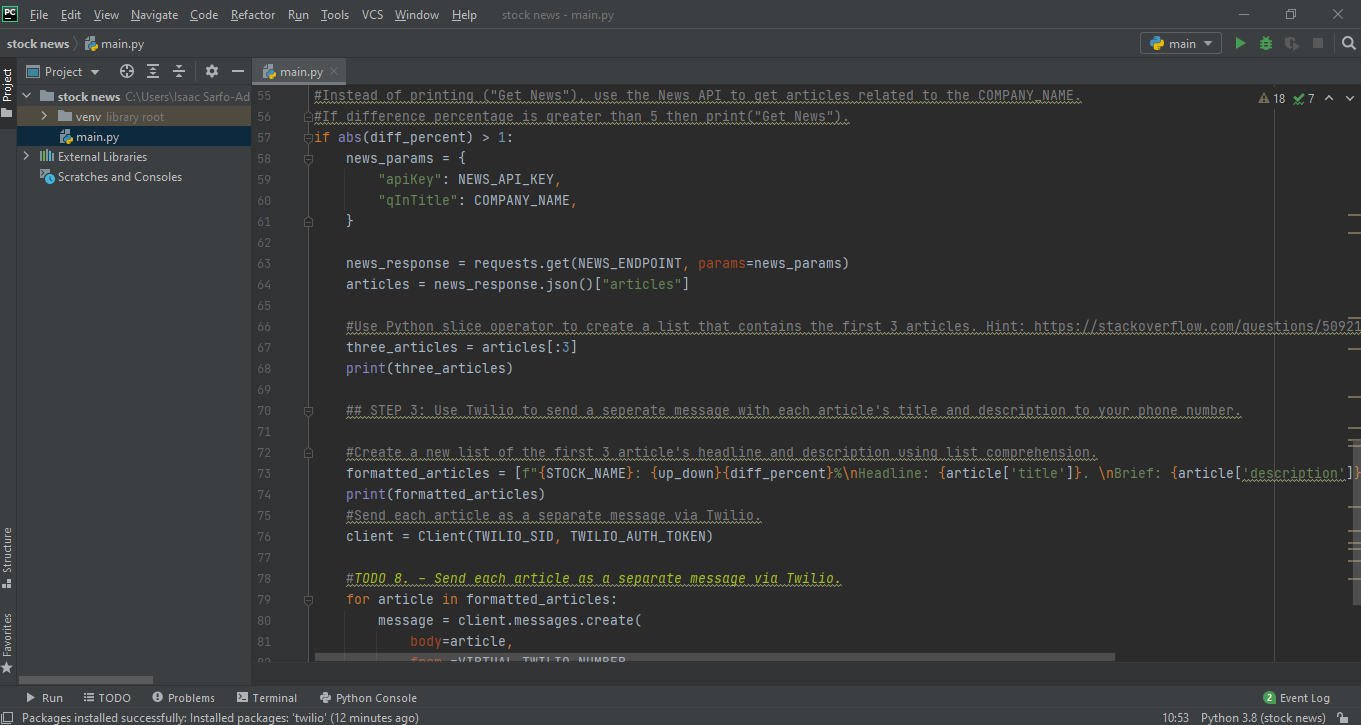 PC File Edit View Navigate Code Refactor Run Tools VCS Window Help stock news - main.py
stock news main.py main
Project
Project
main.py
stock news C:\Users\Isaac Sarfo-Ad
venv library root
main.py
External Libraries
Scratches and Consoles
18 7
55 #Instead of printing ("Get News"), use the News API to get articles related to the COMPANY_NAME.
56 #If difference percentage is greater than 5 then print("Get News").
57 if abs(diff_percent) > 1:
58 news_params = {
59 "apiKey": NEWS_API_KEY,
60 "qInTitle": COMPANY_NAME,
61 }
62
63 news_response = requests.get(NEWS_ENDPOINT, params=news_params)
64 articles = news_response.json()["articles"]
65
66 #Use Python slice operator to create a list that contains the first 3 articles. Hint: https://stackoverflow.com/questions/50921
67 three_articles = articles[:3]
68 print(three_articles)
69
70 ## STEP 3: Use Twilio to send a seperate message with each article's title and description to your phone number.
71
72 #Create a new list of the first 3 article's headline and description using list comprehension.
73 formatted_articles = [f"{STOCK_NAME}: {up_down}{diff_percent}%\nHeadline: {article['title']}. \nBrief: {article['description']}
74 print(formatted_articles)
75 #Send each article as a separate message via Twilio.
76 client = Client(TWILIO_SID, TWILIO_AUTH_TOKEN)
77
78 #TODO 8. - Send each article as a separate message via Twilio.
79 for article in formatted_articles:
80 message = client.messages.create(
81 body=article,
82 from_=VIRTUAL_TWILIO_NUMBER,
Structure
Favorites
Run TODO Problems Terminal Python Console 2 Event Log
Packages installed successfully: Installed packages: 'twilio' (12 minutes ago) 10:53 Python 3.8 (stock news)